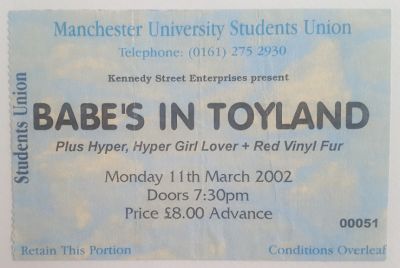 Manchester University Students Union
Telephone: (0161) 275 2930
Kennedy Street Enterprises present
Students Union
BABE'S IN TOYLAND
Plus Hyper, Hyper Girl Lover + Red Vinyl Fur
Monday 11th March 2002
Doors 7:30pm
Price £8.00 Advance
00051
Retain This Portion
Conditions Overleaf